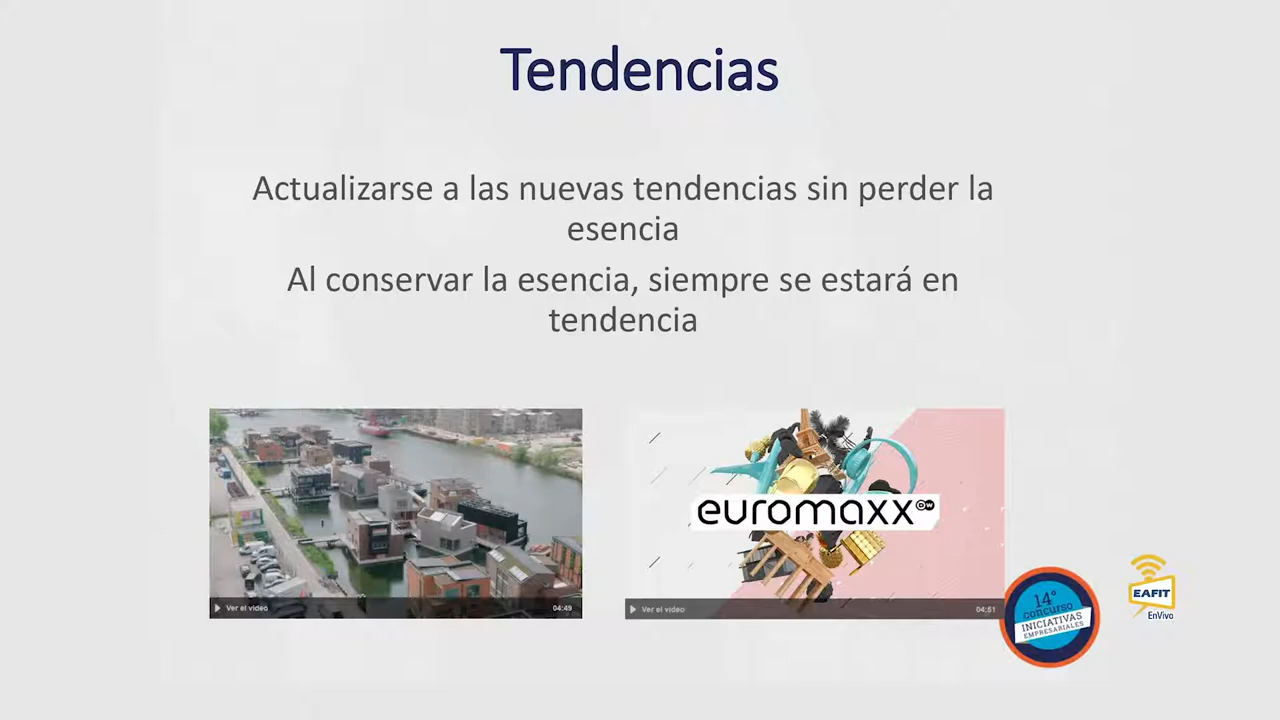 Tendencias
Actualizarse a las nuevas tendencias sin perder la
esencia
Al conservar la esencia, siempre se estará en
tendencia
Ver el video
04:49
euromaxx DW
Ver el video
04:51
14°
concurso
INICIATIVAS
EMPRESARIALES
EAFIT
EnVivo